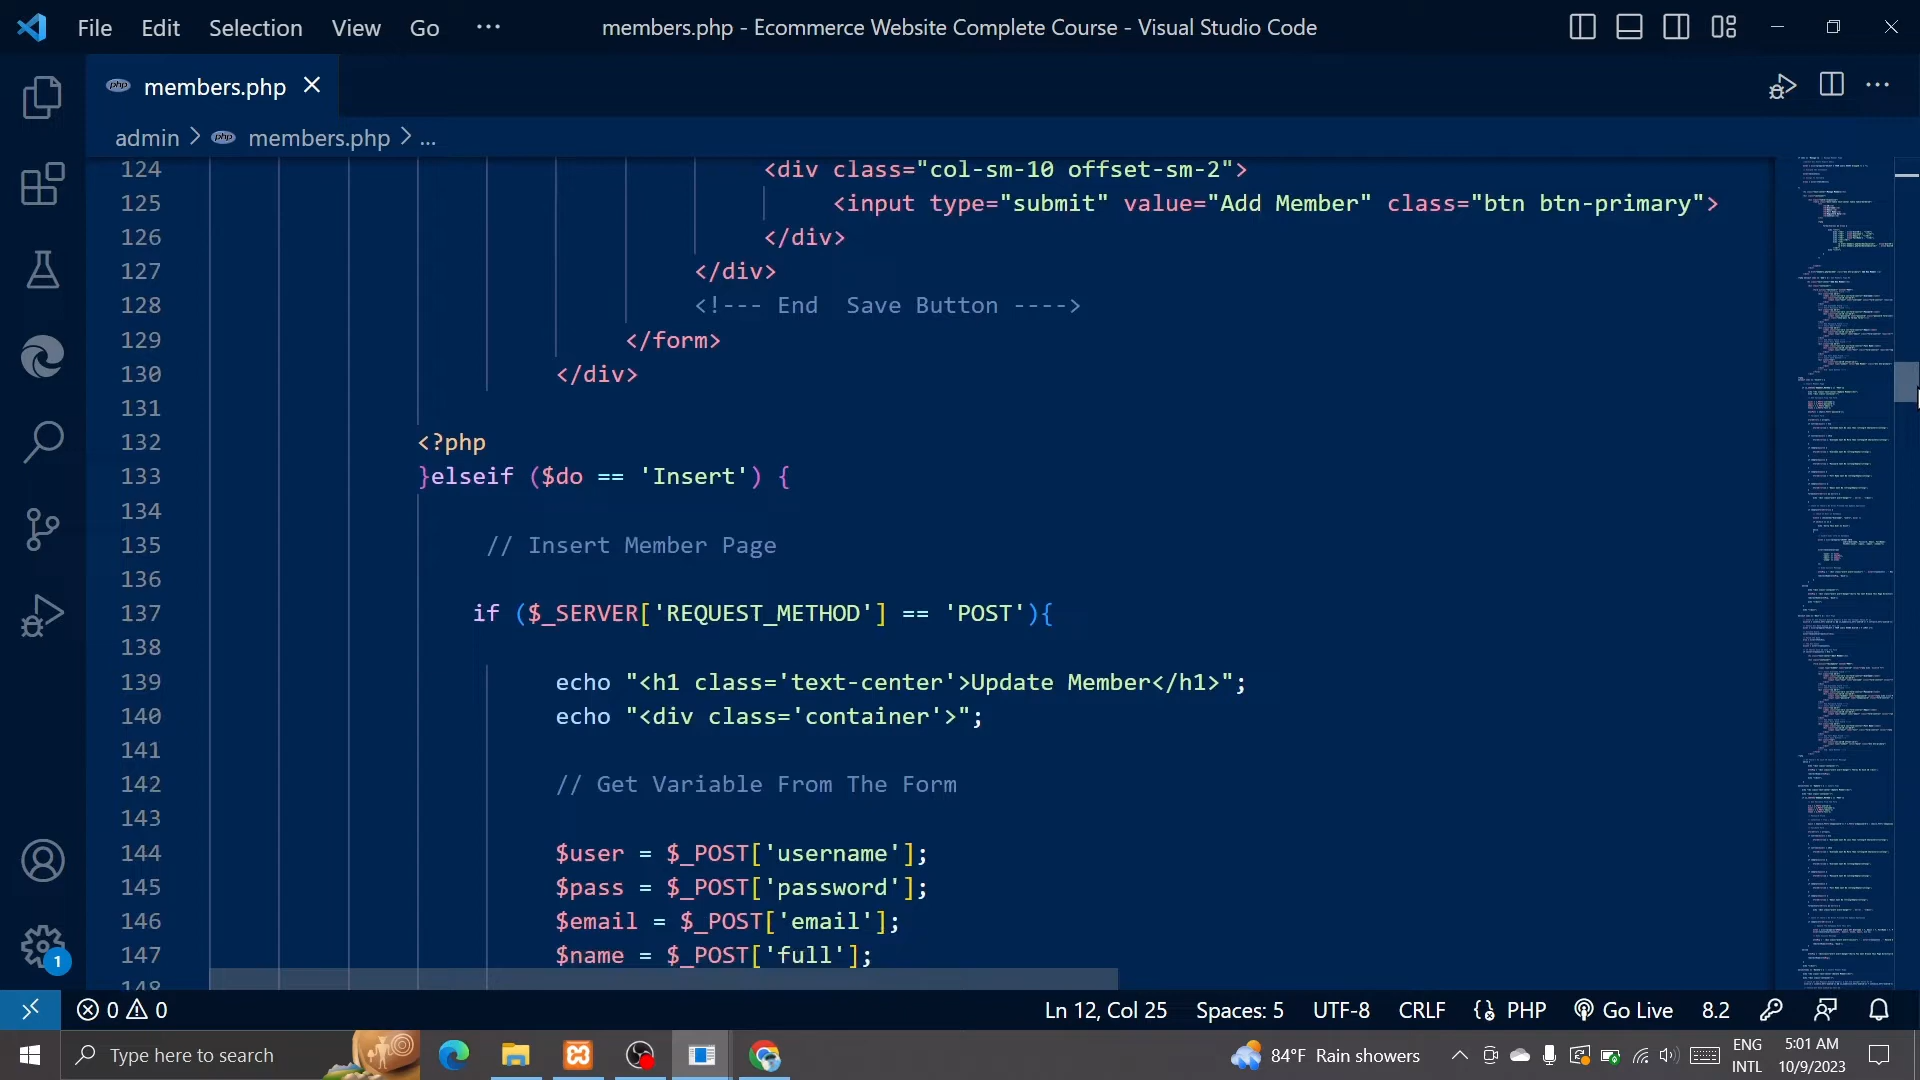 File Edit Selection View Go ··· members.php - Ecommerce Website Complete Course - Visual Studio Code
php members.php
admin > php members.php > ...
124 <div class="col-sm-10 offset-sm-2">
125 <input type="submit" value="Add Member" class="btn btn-primary">
126 </div>
127 </div>
128 <!--- End  Save Button ---->
129 </form>
130 </div>
131
132 <?php
133 }elseif ($do == 'Insert') {
134
135 // Insert Member Page
136
137 if ($_SERVER['REQUEST_METHOD'] == 'POST'){
138
139 echo "<h1 class='text-center'>Update Member</h1>";
140 echo "<div class='container'>";
141
142 // Get Variable From The Form
143
144 $user = $_POST['username'];
145 $pass = $_POST['password'];
146 $email = $_POST['email'];
147 $name = $_POST['full'];
148
1
0 0 Ln 12, Col 25 Spaces: 5 UTF-8 CRLF PHP Go Live 8.2
Type here to search 84°F Rain showers ENG INTL 5:01 AM 10/9/2023